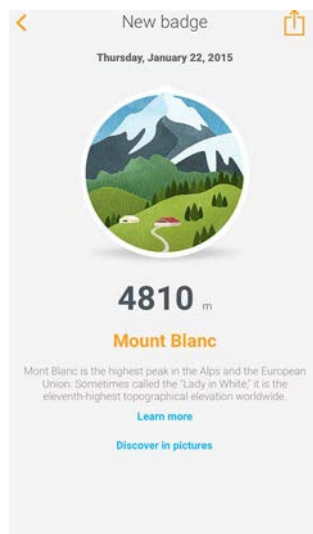 New badge
Thursday, January 22, 2015
4810 m
Mount Blanc
Mont Blanc is the highest peak in the Alps and the European
Union. Sometimes called the "Lady in White," it is the
eleventh-highest topographical elevation worldwide.
Learn more
Discover in pictures